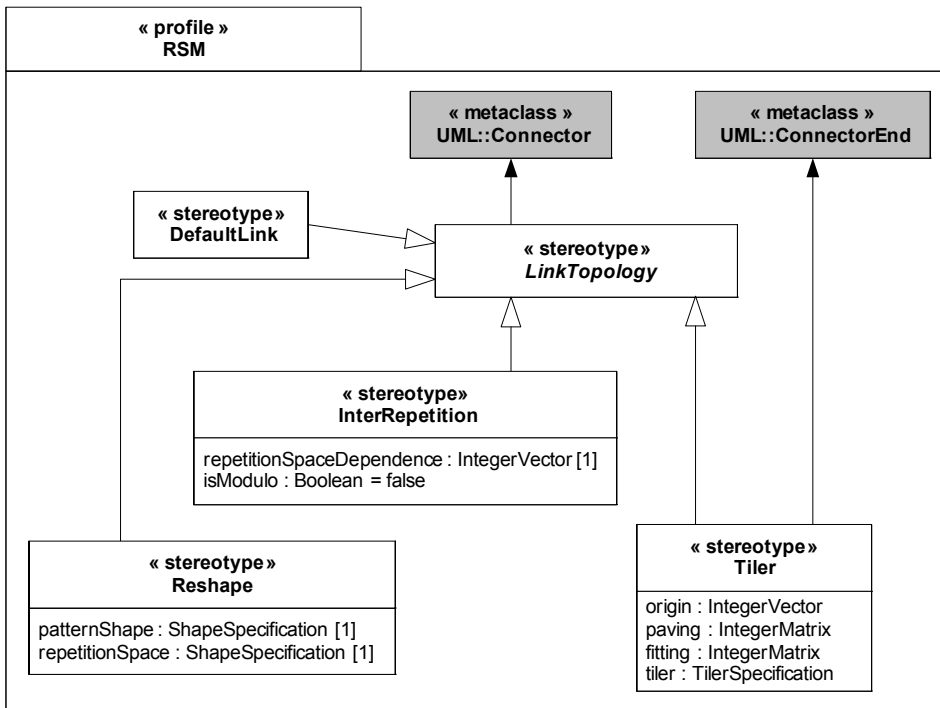 « profile »
RSM
« metaclass »
UML::Connector
« metaclass »
UML::ConnectorEnd
« stereotype»
DefaultLink
« stereotype»
LinkTopology
« stereotype»
InterRepetition
repetitionSpaceDependence : IntegerVector [1]
isModulo : Boolean = false
« stereotype»
Reshape
patternShape : ShapeSpecification [1]
repetitionSpace : ShapeSpecification [1]
« stereotype»
Tiler
origin : IntegerVector
paving : IntegerMatrix
fitting : IntegerMatrix
tiler : TilerSpecification